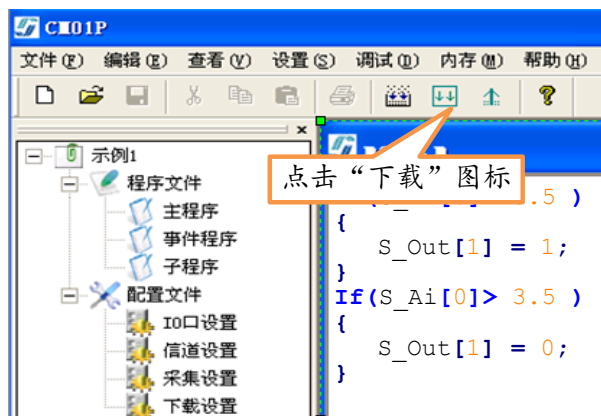 CM01P
文件(F) 编辑(E) 查看(V) 设置(S) 调试(D) 内存(M) 帮助(H)
示例1
程序文件
主程序
事件程序
子程序
配置文件
IO口设置
信道设置
采集设置
下载设置
点击“下载”图标
.5 )
{
S_Out[1] = 1;
}
If(S_Ai[0]> 3.5 )
{
S_Out[1] = 0;
}